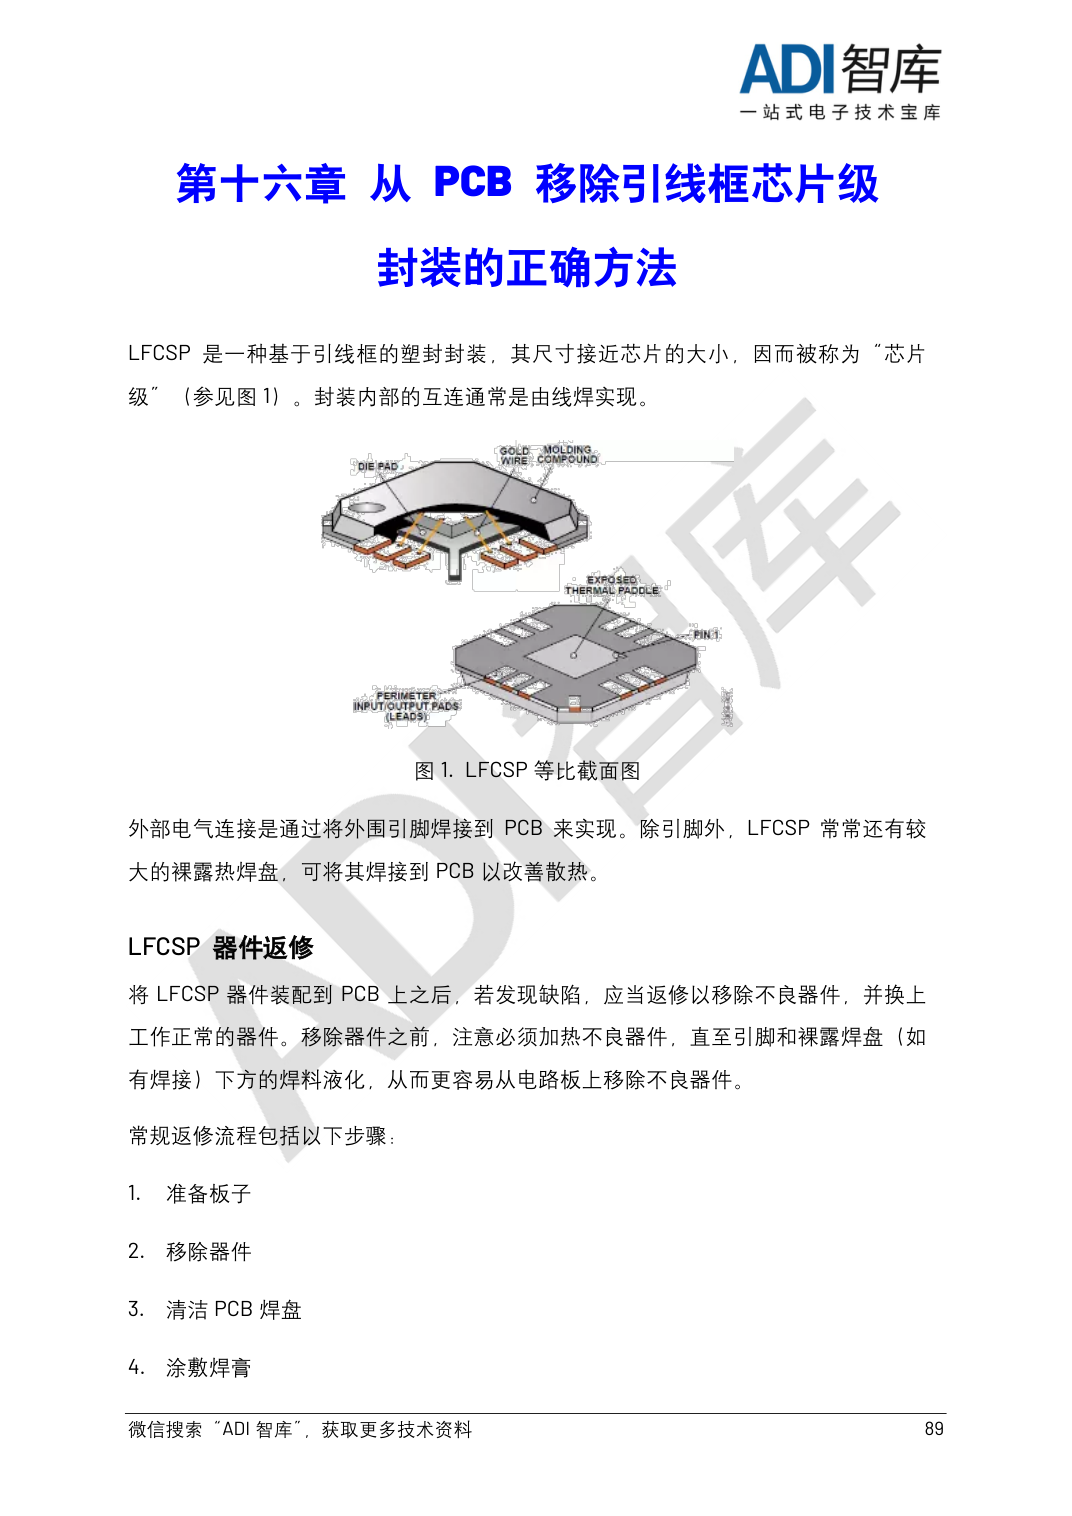 ADI智库
一站式电子技术宝库
第十六章 从 PCB 移除引线框芯片级
封装的正确方法
LFCSP 是一种基于引线框的塑封封装，其尺寸接近芯片的大小，因而被称为“芯片
级”（参见图 1）。封装内部的互连通常是由线焊实现。
GOLD WIRE
MOLDING COMPOUND
DIE PAD
EXPOSED THERMAL PADDLE
PIN 1
PERIMETER
INPUT/OUTPUT PADS
(LEADS)
图 1. LFCSP 等比截面图
外部电气连接是通过将外围引脚焊接到 PCB 来实现。除引脚外，LFCSP 常常还有较
大的裸露热焊盘，可将其焊接到 PCB 以改善散热。
LFCSP 器件返修
将 LFCSP 器件装配到 PCB 上之后，若发现缺陷，应当返修以移除不良器件，并换上
工作正常的器件。移除器件之前，注意必须加热不良器件，直至引脚和裸露焊盘（如
有焊接）下方的焊料液化，从而更容易从电路板上移除不良器件。
常规返修流程包括以下步骤：
1. 准备板子
2. 移除器件
3. 清洁 PCB 焊盘
4. 涂敷焊膏
微信搜索“ADI 智库”，获取更多技术资料 89
ADI智库